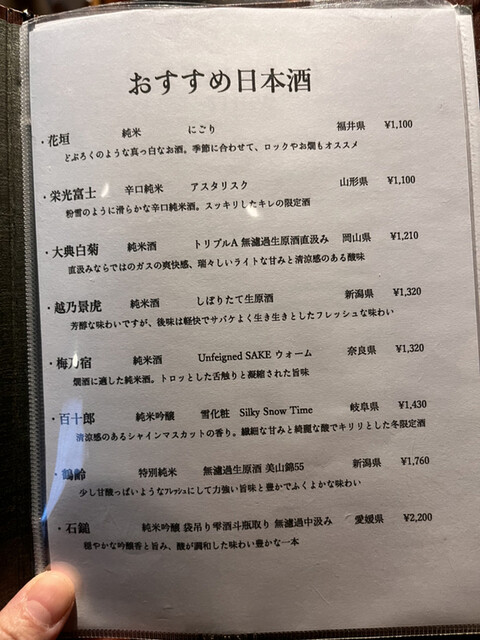 おすすめ日本酒
・花垣 純米 にごり 福井県 ¥1,100
どぶろくのような真っ白なお酒。季節に合わせて、ロックやお燗もオススメ
・栄光冨士 辛口純米 アスタリスク 山形県 ¥1,100
粉雪のように滑らかな辛口純米酒。スッキリしたキレの限定酒
・大典白菊 純米酒 トリプルA 無濾過生原酒直汲み 岡山県 ¥1,210
直汲みならではのガスの爽快感、瑞々しいライトな甘みと清涼感のある酸味
・越乃景虎 純米酒 しぼりたて生原酒 新潟県 ¥1,320
芳醇な味わいですが、後味は軽快でサバケよく生き生きとしたフレッシュな味わい
・梅乃宿 純米酒 Unfeigned SAKE ウォーム 奈良県 ¥1,320
燗酒に適した純米酒。トロッとした舌触りと凝縮された旨味
・百十郎 純米吟醸 雪化粧 Silky Snow Time 岐阜県 ¥1,430
清涼感のあるシャインマスカットの香り。繊細な甘みと綺麗な酸でキリリとした冬限定酒
・鶴齢 特別純米 無濾過生原酒 美山錦55 新潟県 ¥1,760
少し甘酸っぱいようなフレッシュにして力強い旨味と豊かでふくよかな味わい
・石鎚 純米吟醸 袋吊り雫酒斗瓶取り 無濾過中汲み 愛媛県 ¥2,200
穏やかな吟醸香と旨み、酸が調和した味わい豊かな一本